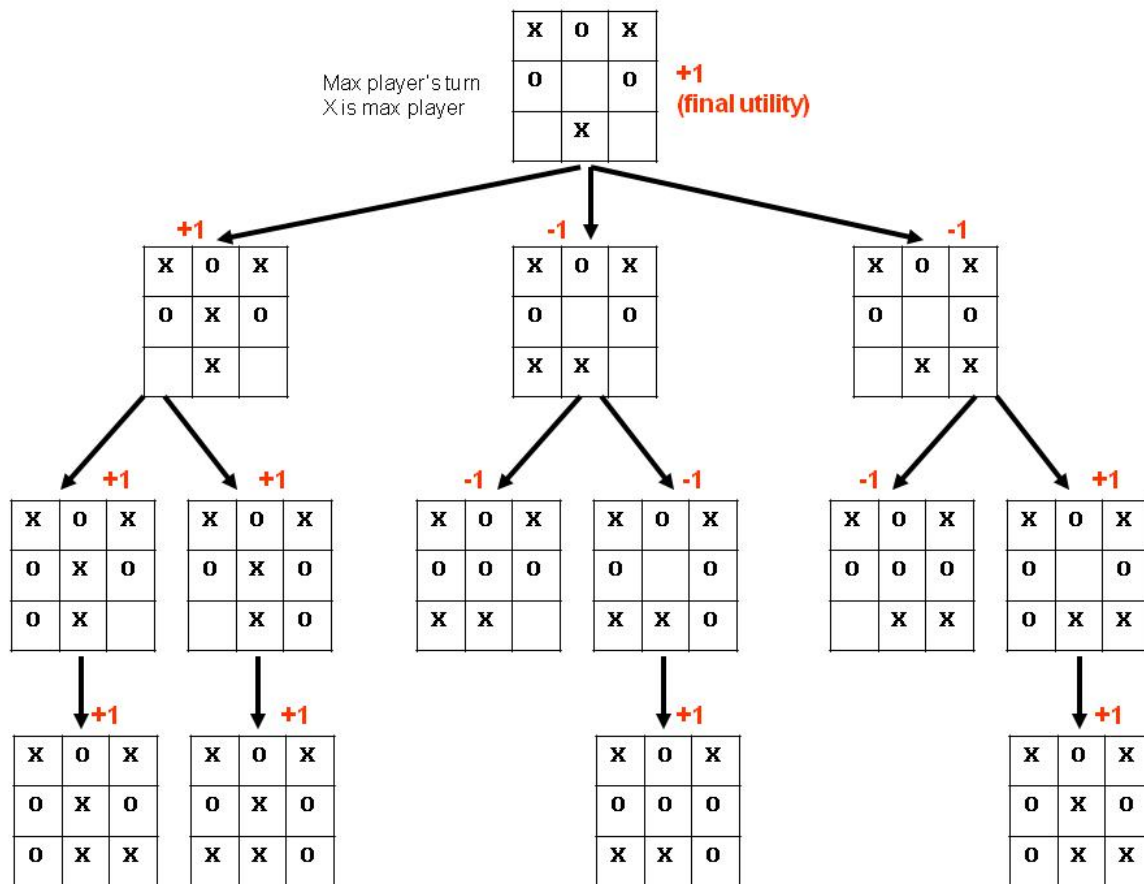 X O X
Max player's turn
X is max player
O O
+1
(final utility)
X
+1
-1
-1
X O X
X O X
X O X
O X O
O O
O O
X
X X
X X
+1
+1
-1
-1
-1
+1
X O X
X O X
X O X
X O X
X O X
X O X
O X O
O X O
O O O
O O
O O O
O O
O X
X O
X X
X X O
X X
O X X
+1
+1
+1
+1
X O X
X O X
X O X
X O X
O X O
O X O
O O O
O X O
O X X
X X O
X X O
O X X